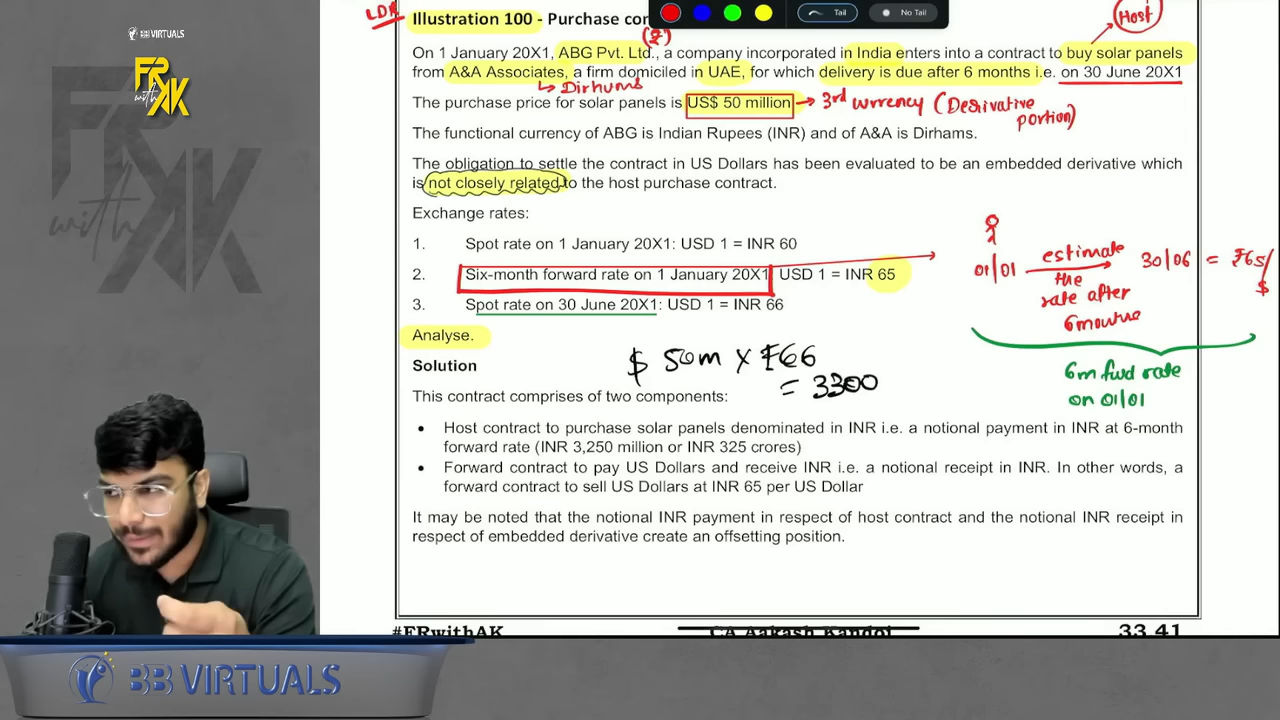 BB VIRTUALS
FR
with
AK
LDR
Illustration 100 - Purchase con
Tail
No Tail
Host
(₹)
On 1 January 20X1, ABG Pvt. Ltd., a company incorporated in India enters into a contract to buy solar panels
from A&A Associates, a firm domiciled in UAE, for which delivery is due after 6 months i.e. on 30 June 20X1
↳ Dirhums
The purchase price for solar panels is US$ 50 million → 3rd currency (Derivative
portion)
The functional currency of ABG is Indian Rupees (INR) and of A&A is Dirhams.
The obligation to settle the contract in US Dollars has been evaluated to be an embedded derivative which
is not closely related to the host purchase contract.
Exchange rates:
1. Spot rate on 1 January 20X1: USD 1 = INR 60
2. Six-month forward rate on 1 January 20X1: USD 1 = INR 65
3. Spot rate on 30 June 20X1: USD 1 = INR 66
01/01 estimate 30/06 = ₹65/
the $
rate after
6 months
6m fwd rate
on 01/01
Analyse.
Solution
$ 50m x ₹66
= 3300
This contract comprises of two components:
• Host contract to purchase solar panels denominated in INR i.e. a notional payment in INR at 6-month
forward rate (INR 3,250 million or INR 325 crores)
• Forward contract to pay US Dollars and receive INR i.e. a notional receipt in INR. In other words, a
forward contract to sell US Dollars at INR 65 per US Dollar
It may be noted that the notional INR payment in respect of host contract and the notional INR receipt in
respect of embedded derivative create an offsetting position.
#FRwithAK CA Aakash Kandoi 33.41
BB VIRTUALS